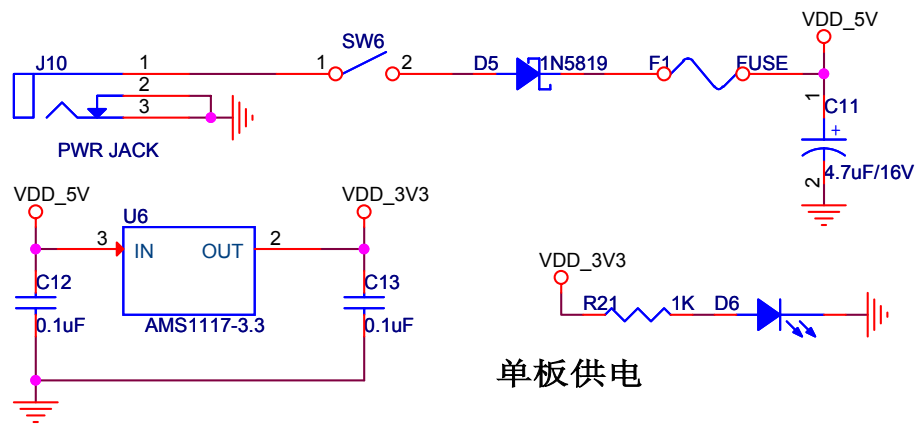 VDD_5V
SW6
J10 1 1 2 D5 1N5819 F1 FUSE
2
3
1
C11
+
PWR JACK
2
4.7uF/16V
VDD_5V
VDD_3V3
U6
3
IN
OUT
2
C12
0.1uF
C13
0.1uF
AMS1117-3.3
VDD_3V3
R21 1K D6
单板供电